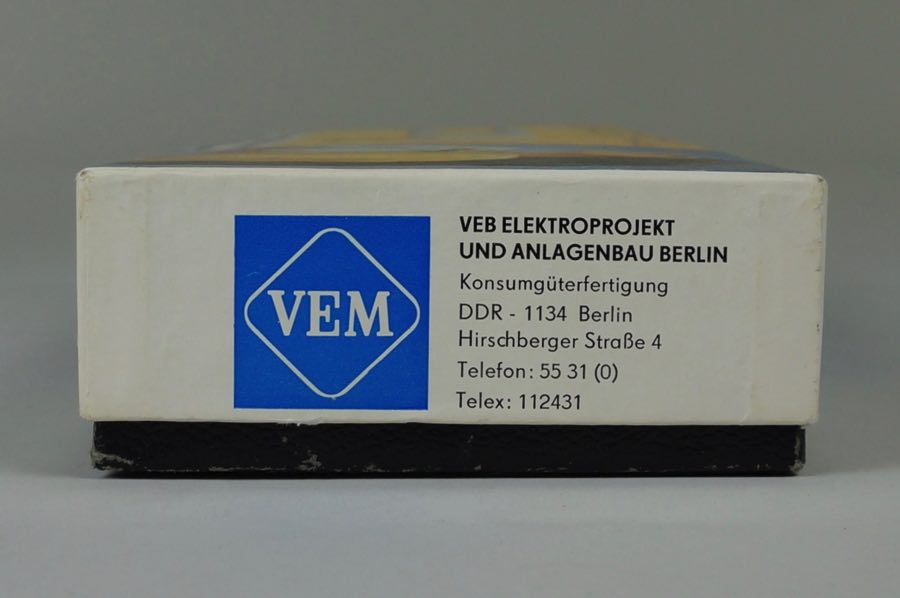 VEM
VEB ELEKTROPROJEKT
UND ANLAGENBAU BERLIN
Konsumgüterfertigung
DDR - 1134 Berlin
Hirschberger Straße 4
Telefon: 55 31 (0)
Telex: 112431